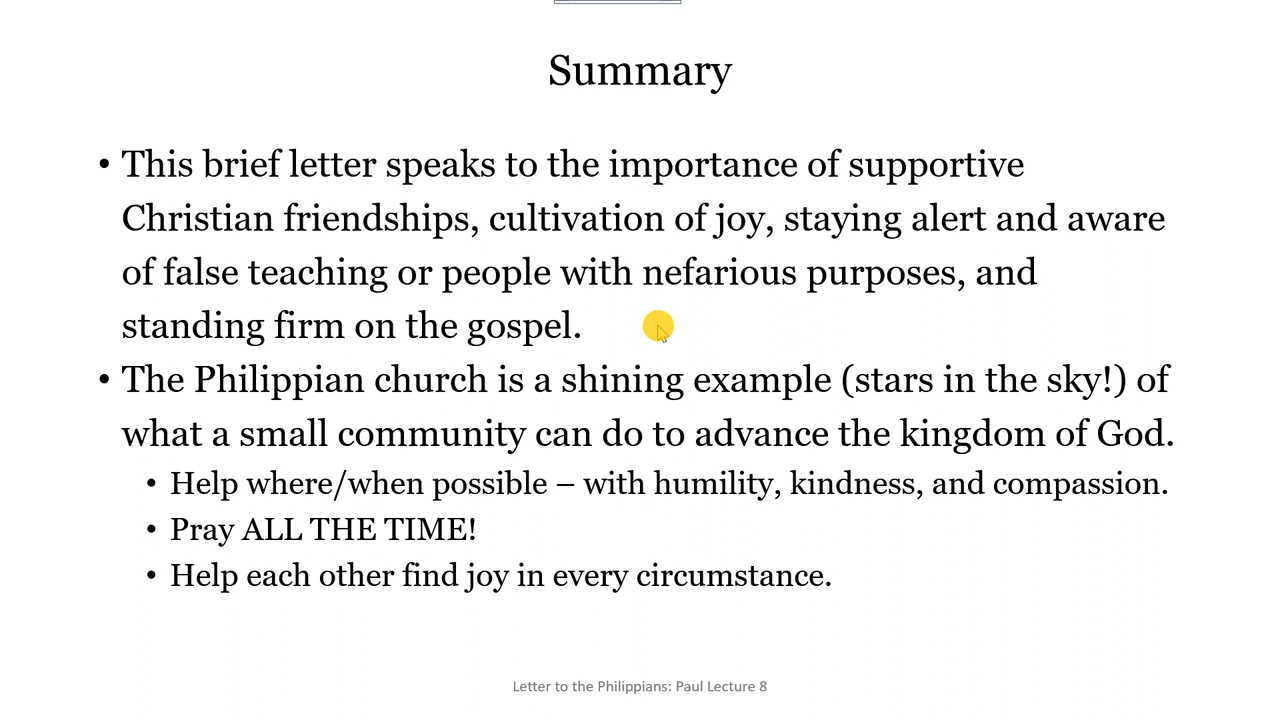 Summary
• This brief letter speaks to the importance of supportive
Christian friendships, cultivation of joy, staying alert and aware
of false teaching or people with nefarious purposes, and
standing firm on the gospel.
• The Philippian church is a shining example (stars in the sky!) of
what a small community can do to advance the kingdom of God.
• Help where/when possible – with humility, kindness, and compassion.
• Pray ALL THE TIME!
• Help each other find joy in every circumstance.
Letter to the Philippians: Paul Lecture 8